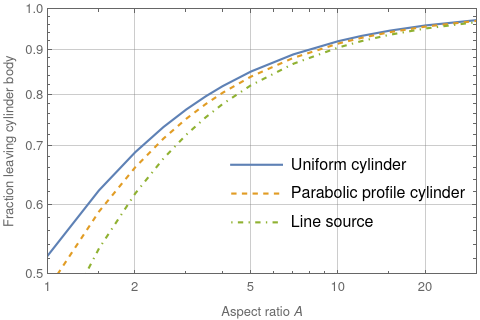 Fraction leaving cylinder body
1.0
0.9
0.8
0.7
0.6
0.5
Uniform cylinder
Parabolic profile cylinder
Line source
1 2 5 10 20
Aspect ratio A